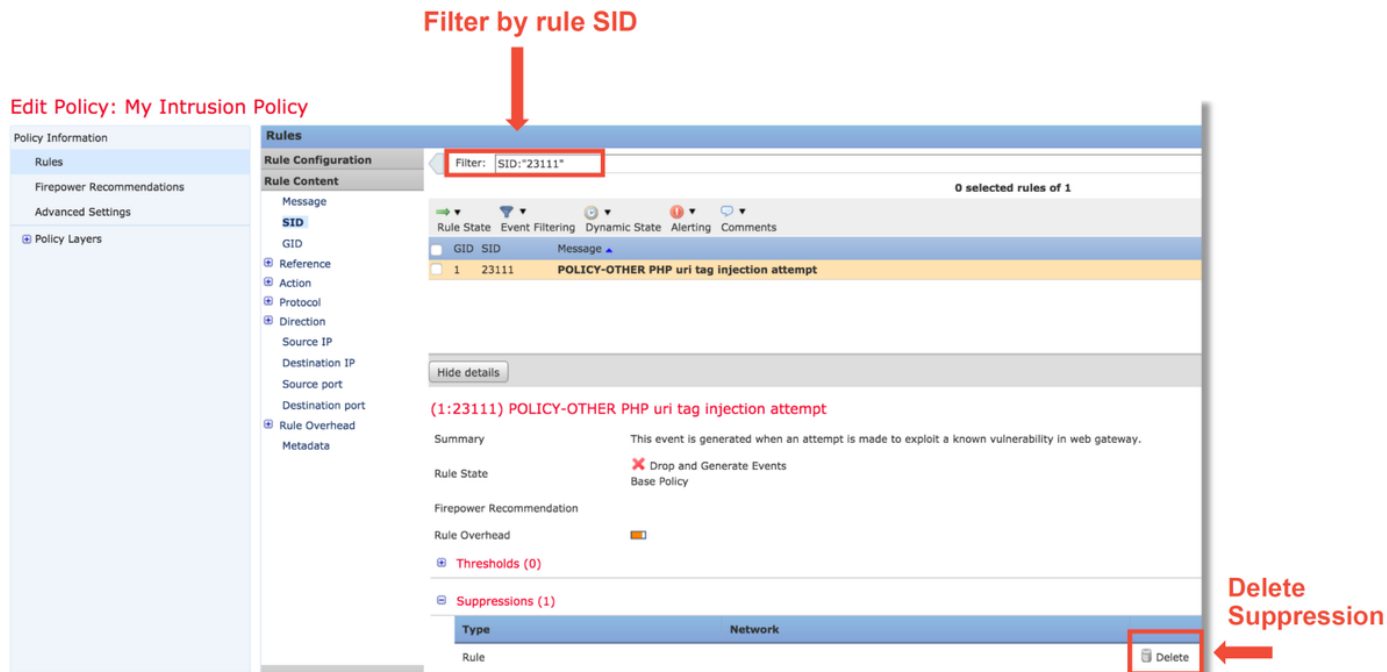 Filter by rule SID
Edit Policy: My Intrusion Policy
Policy Information
Rules
Firepower Recommendations
Advanced Settings
Policy Layers
Rules
Rule Configuration
Rule Content
Message
SID
GID
Reference
Action
Protocol
Direction
Source IP
Destination IP
Source port
Destination port
Rule Overhead
Metadata
Filter: SID:"23111"
0 selected rules of 1
Rule State Event Filtering Dynamic State Alerting Comments
GID SID Message
1 23111 POLICY-OTHER PHP uri tag injection attempt
Hide details
(1:23111) POLICY-OTHER PHP uri tag injection attempt
Summary This event is generated when an attempt is made to exploit a known vulnerability in web gateway.
Rule State Drop and Generate Events
Base Policy
Firepower Recommendation
Rule Overhead
Thresholds (0)
Suppressions (1)
Type Network
Rule Delete
Delete
Suppression